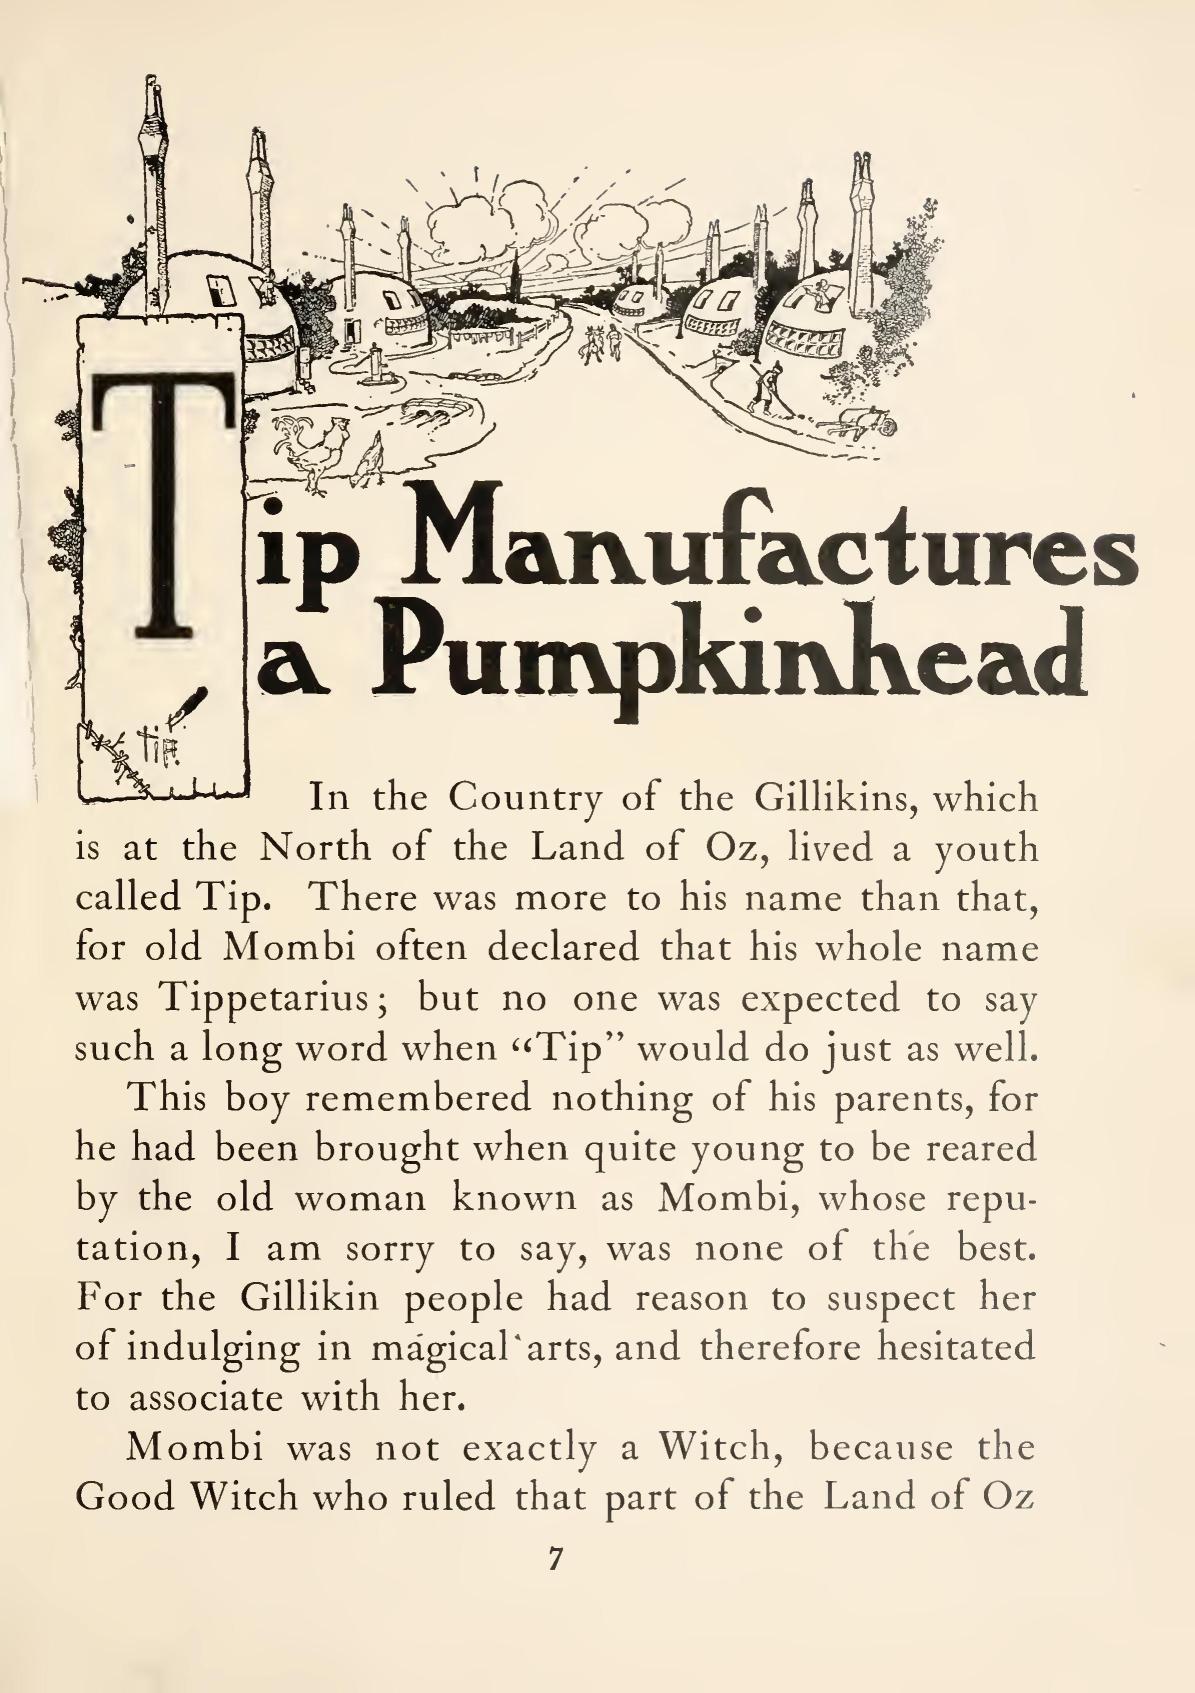 Tip Manufactures
a Pumpkinhead
TIP.
In the Country of the Gillikins, which
is at the North of the Land of Oz, lived a youth
called Tip. There was more to his name than that,
for old Mombi often declared that his whole name
was Tippetarius; but no one was expected to say
such a long word when “Tip” would do just as well.
This boy remembered nothing of his parents, for
he had been brought when quite young to be reared
by the old woman known as Mombi, whose repu-
tation, I am sorry to say, was none of the best.
For the Gillikin people had reason to suspect her
of indulging in magical arts, and therefore hesitated
to associate with her.
Mombi was not exactly a Witch, because the
Good Witch who ruled that part of the Land of Oz
7